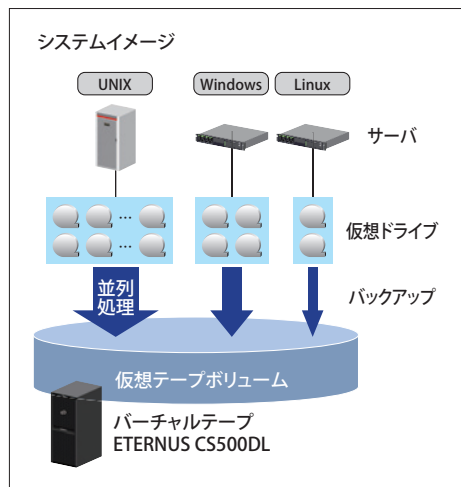 システムイメージ
UNIX
Windows
Linux
サーバ
…
…
仮想ドライブ
並列
処理
バックアップ
仮想テープボリューム
バーチャルテープ
ETERNUS CS500DL